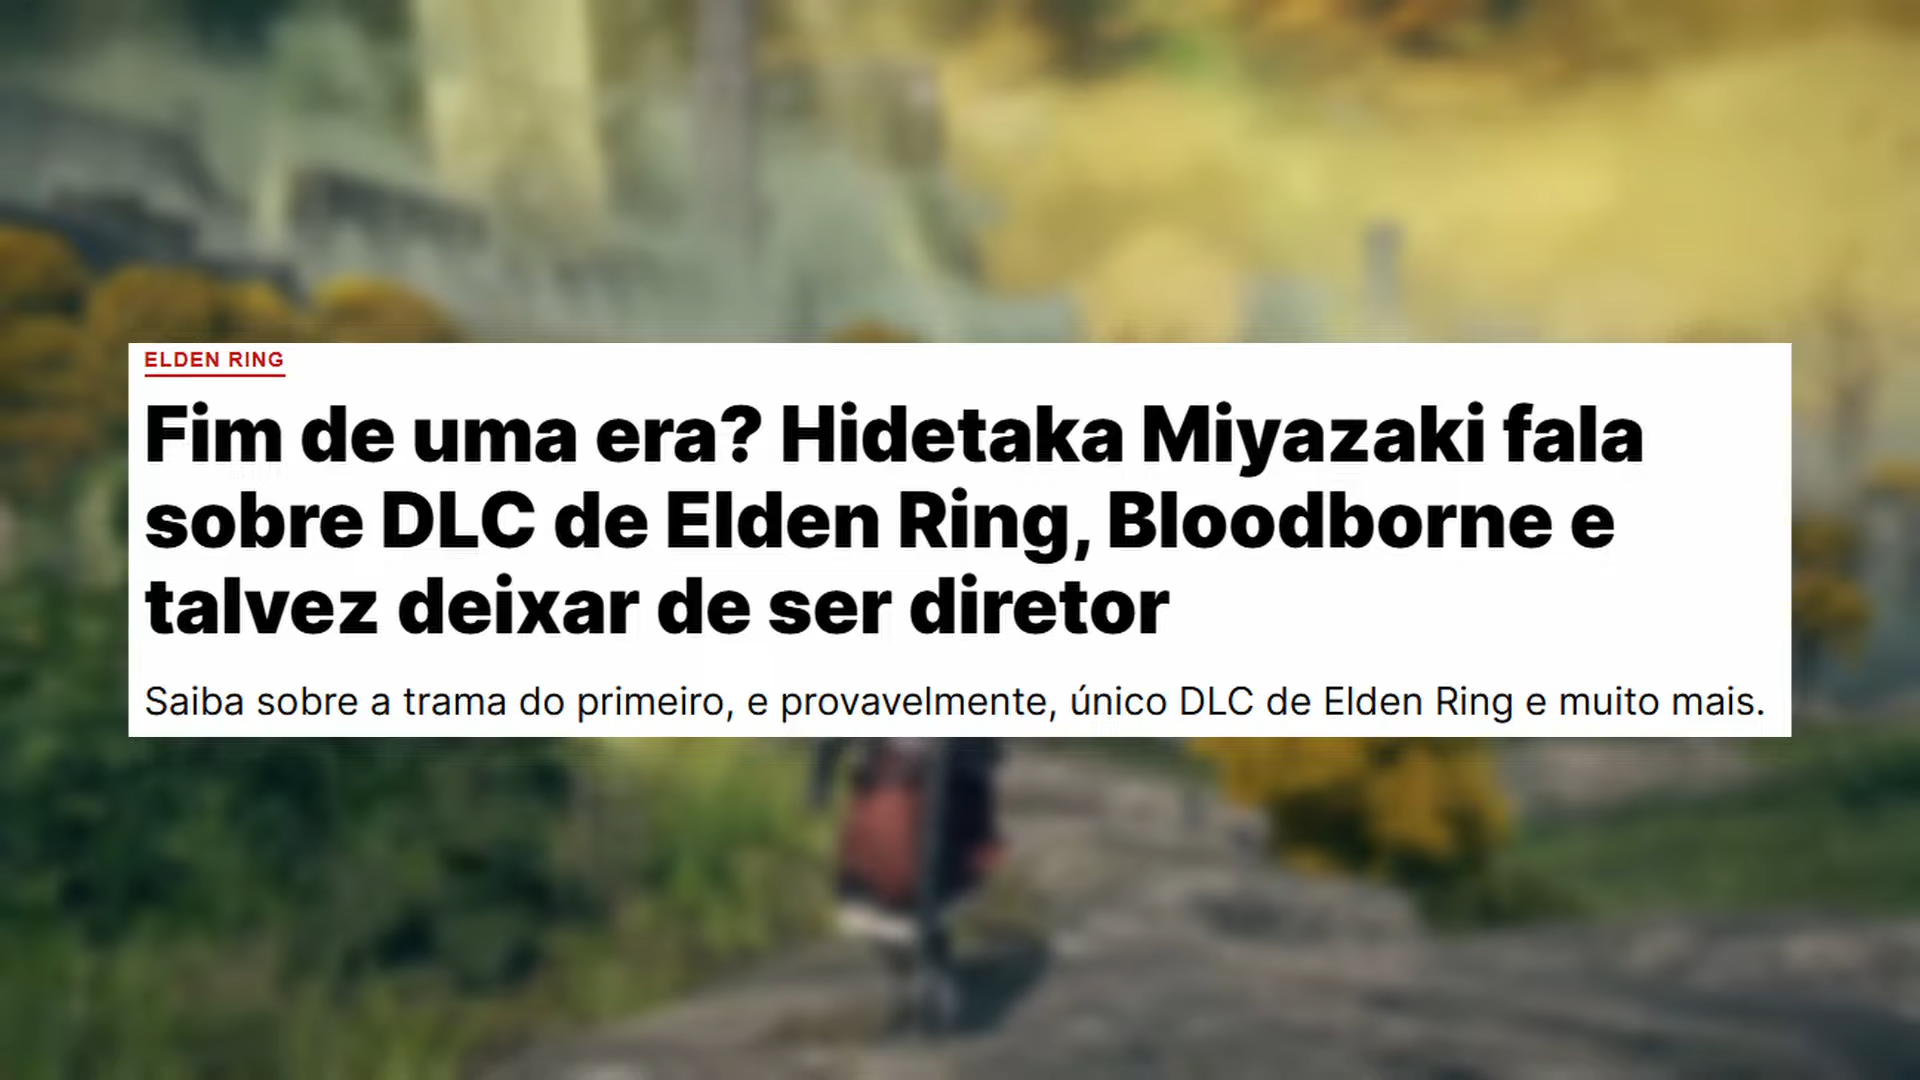 ELDEN RING
Fim de uma era? Hidetaka Miyazaki fala
sobre DLC de Elden Ring, Bloodborne e
talvez deixar de ser diretor
Saiba sobre a trama do primeiro, e provavelmente, único DLC de Elden Ring e muito mais.